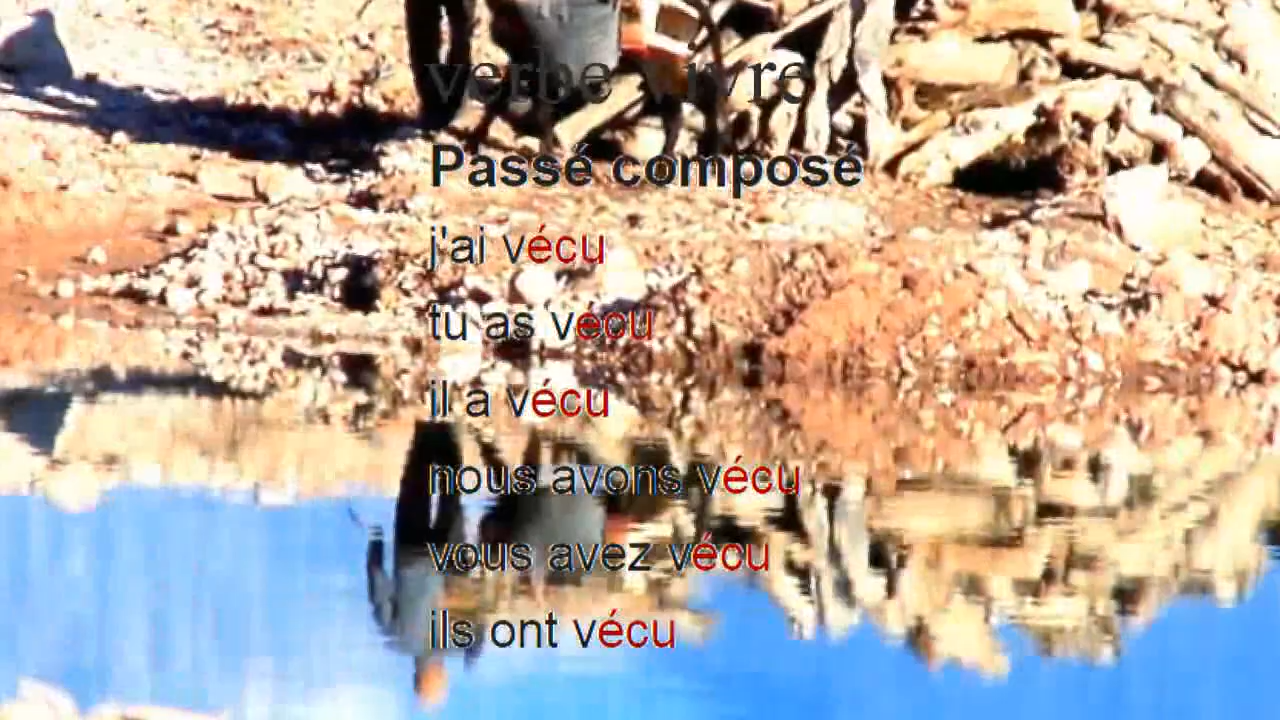 verbe vivre
Passé composé
j'ai vécu
tu as vécu
il a vécu
nous avons vécu
vous avez vécu
ils ont vécu